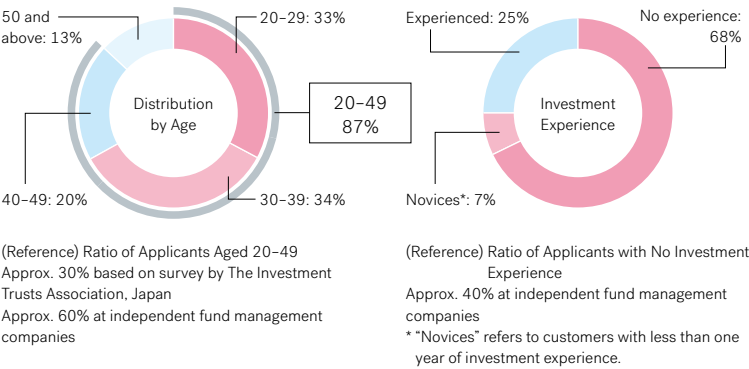 50 and
above: 13%
20–29: 33%
Distribution
by Age
20–49
87%
40–49: 20%
30–39: 34%
(Reference) Ratio of Applicants Aged 20–49
Approx. 30% based on survey by The Investment
Trusts Association, Japan
Approx. 60% at independent fund management
companies
Experienced: 25%
No experience:
68%
Investment
Experience
Novices*: 7%
(Reference) Ratio of Applicants with No Investment
Experience
Approx. 40% at independent fund management
companies
* “Novices” refers to customers with less than one
year of investment experience.